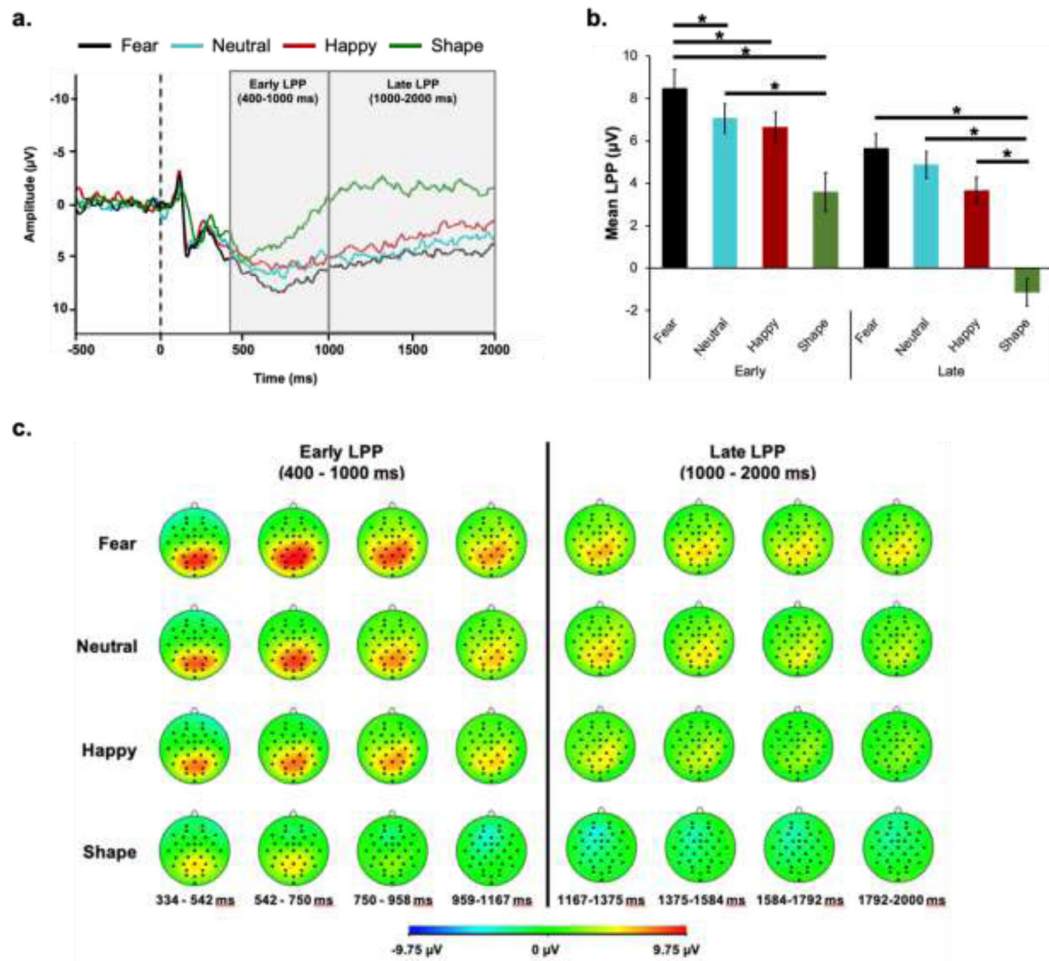 a.
Fear Neutral Happy Shape
Early LPP
(400-1000 ms)
Late LPP
(1000-2000 ms)
Amplitude (µV)
-10
-5
0
5
10
-500 0 500 1000 1500 2000
Time (ms)
b.
* * * * * * *
Mean LPP (µV)
10
8
6
4
2
0
-2
Fear Neutral Happy Shape Fear Neutral Happy Shape
Early Late
c.
Early LPP
(400 - 1000 ms)
Late LPP
(1000 - 2000 ms)
Fear
Neutral
Happy
Shape
334 - 542 ms 542 - 750 ms 750 - 958 ms 959-1167 ms 1167-1375 ms 1375-1584 ms 1584-1792 ms 1792-2000 ms
-9.75 µV 0 µV 9.75 µV